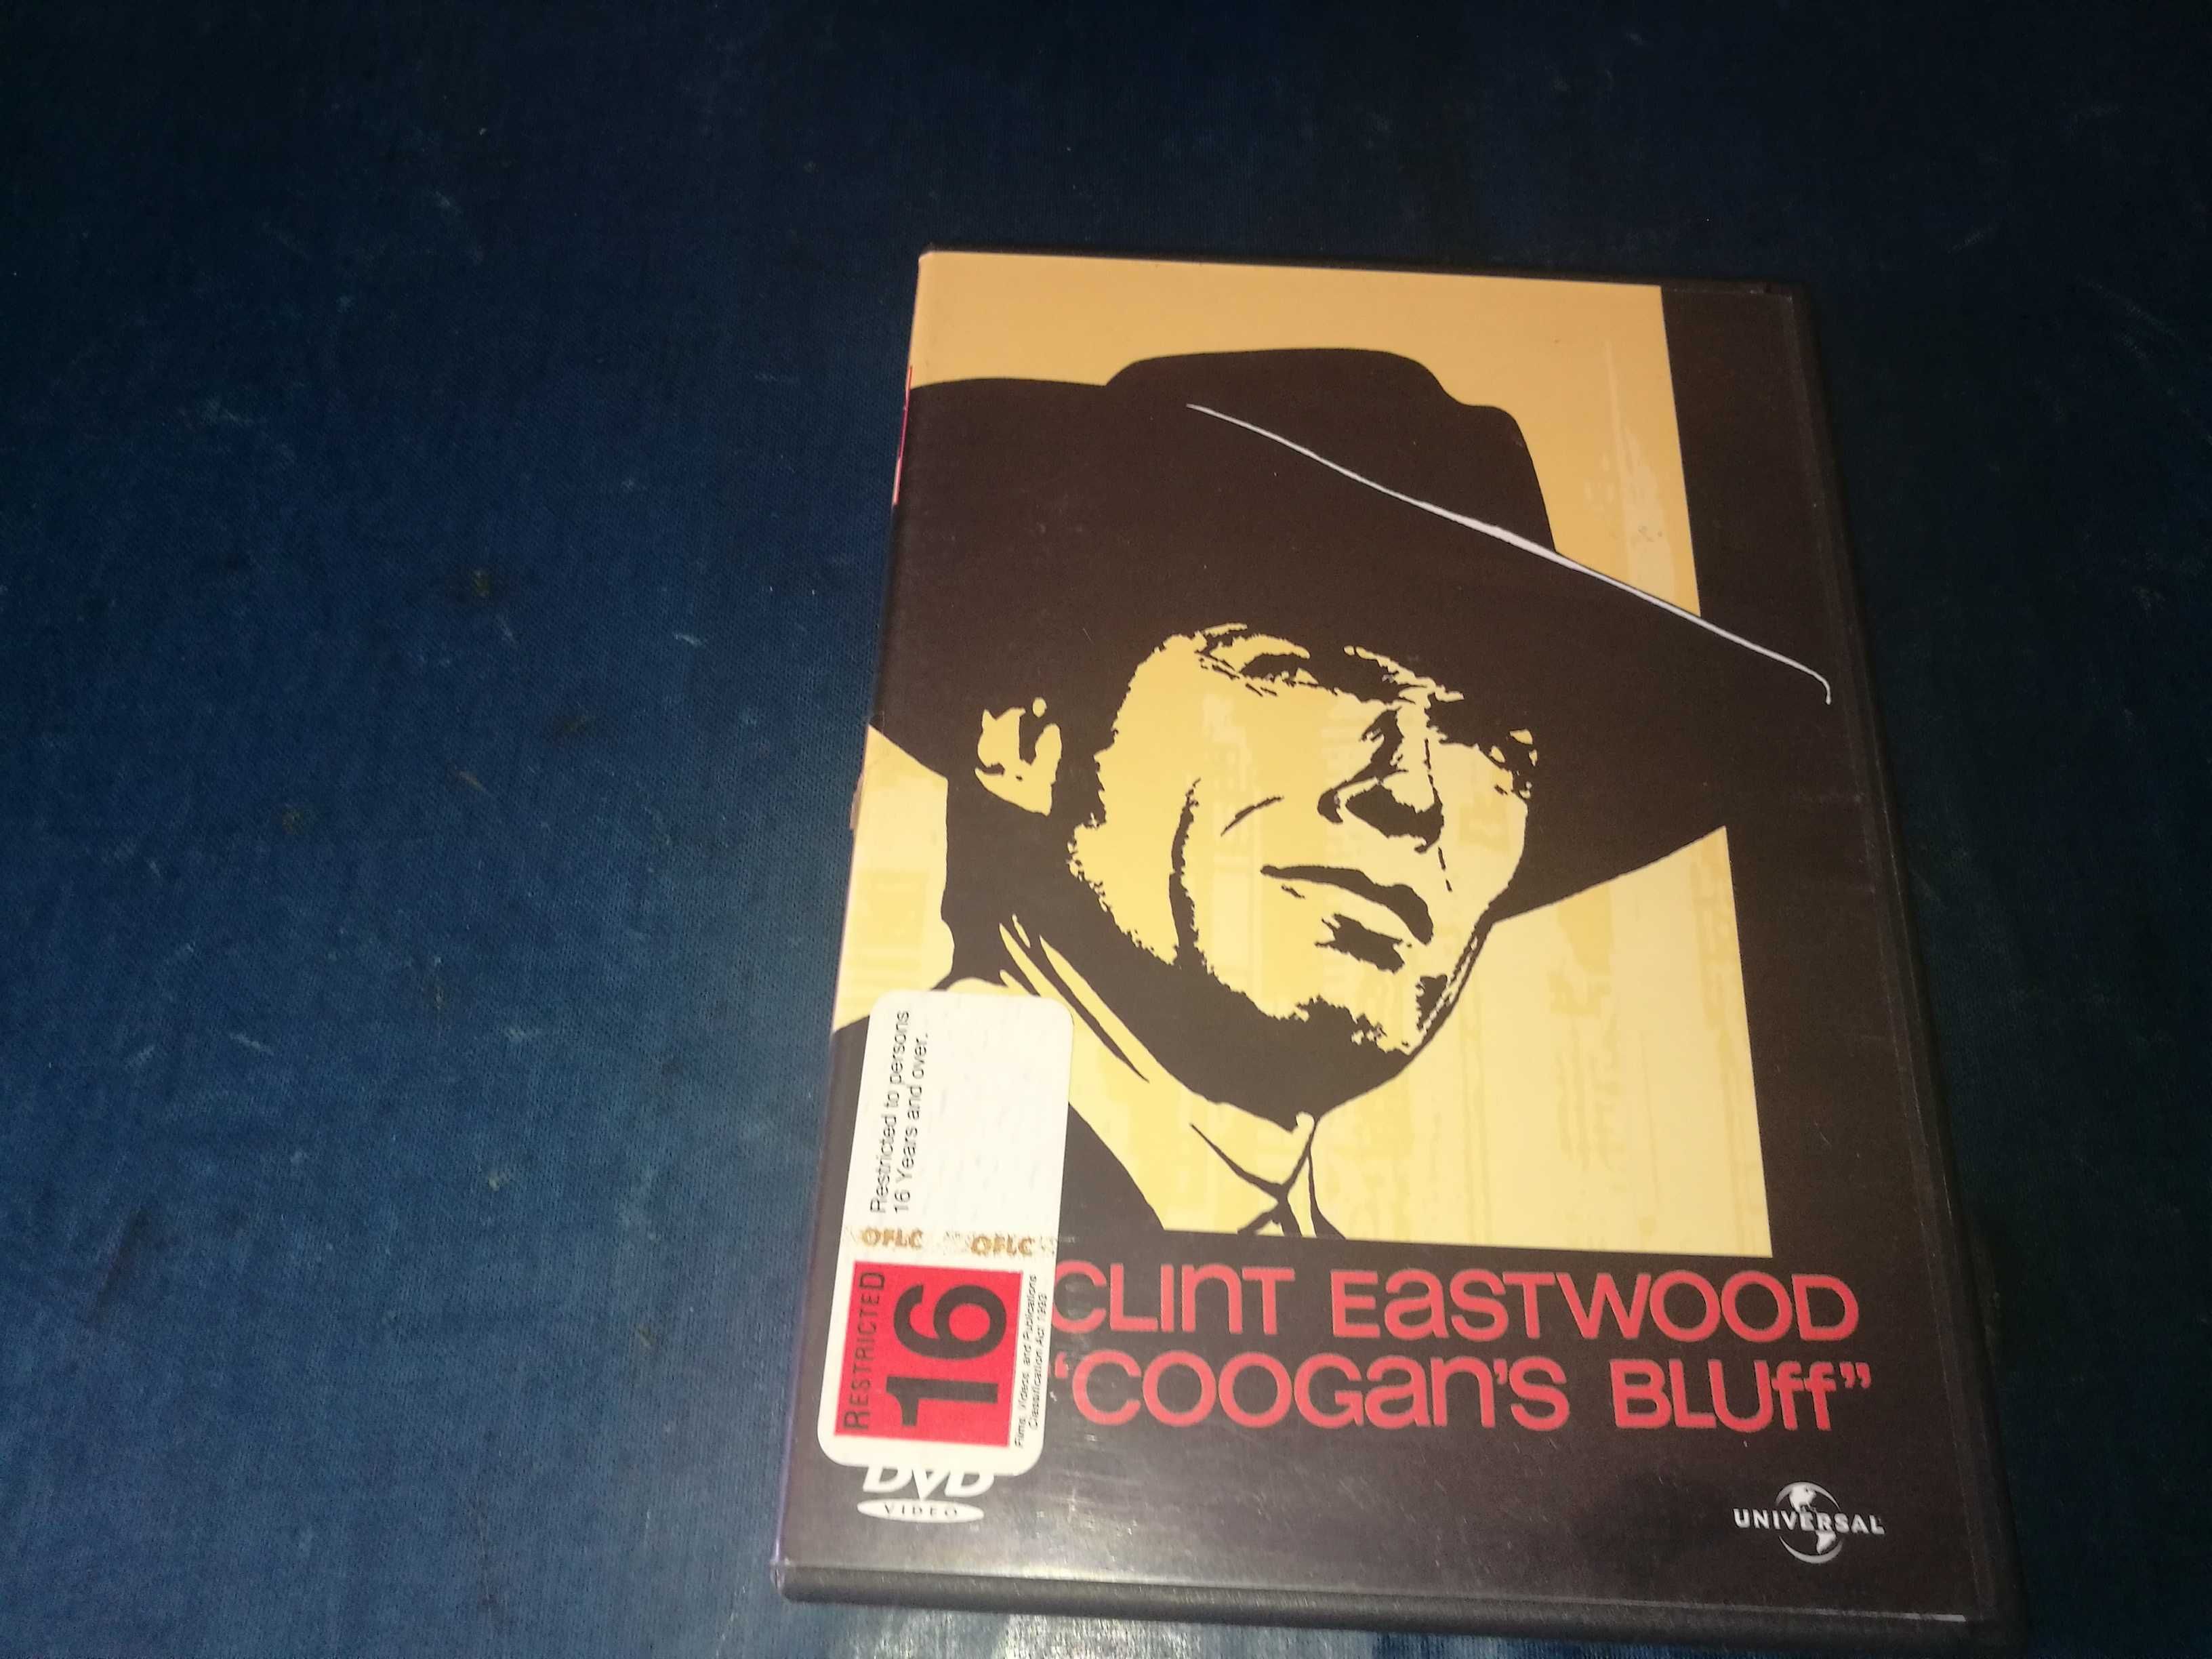 Restricted to persons
16 Years and over.
OFLC OFLC
RESTRICTED
16
Films, Videos, and Publications
Classification Act 1993
CLINT EASTWOOD
"COOGAN'S BLUFF"
DVD
VIDEO
UNIVERSAL